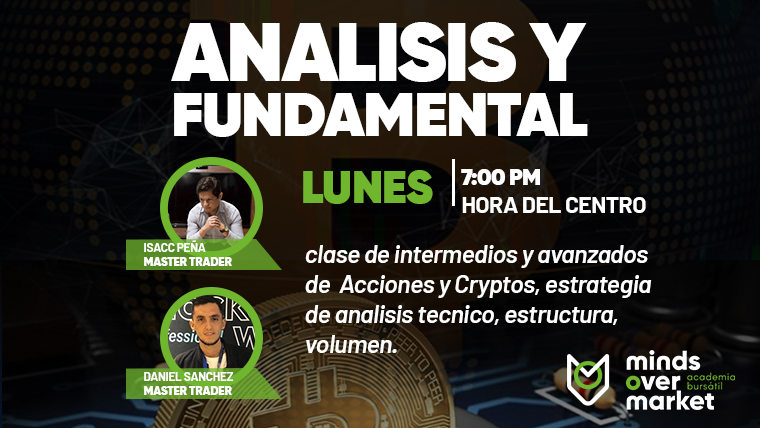 ANALISIS Y
FUNDAMENTAL
LUNES
7:00 PM
HORA DEL CENTRO
ISACC PEÑA
MASTER TRADER
clase de intermedios y avanzados
de Acciones y Cryptos, estrategia
de analisis tecnico, estructura,
volumen.
DANIEL SANCHEZ
MASTER TRADER
minds
over
market
academia
bursátil